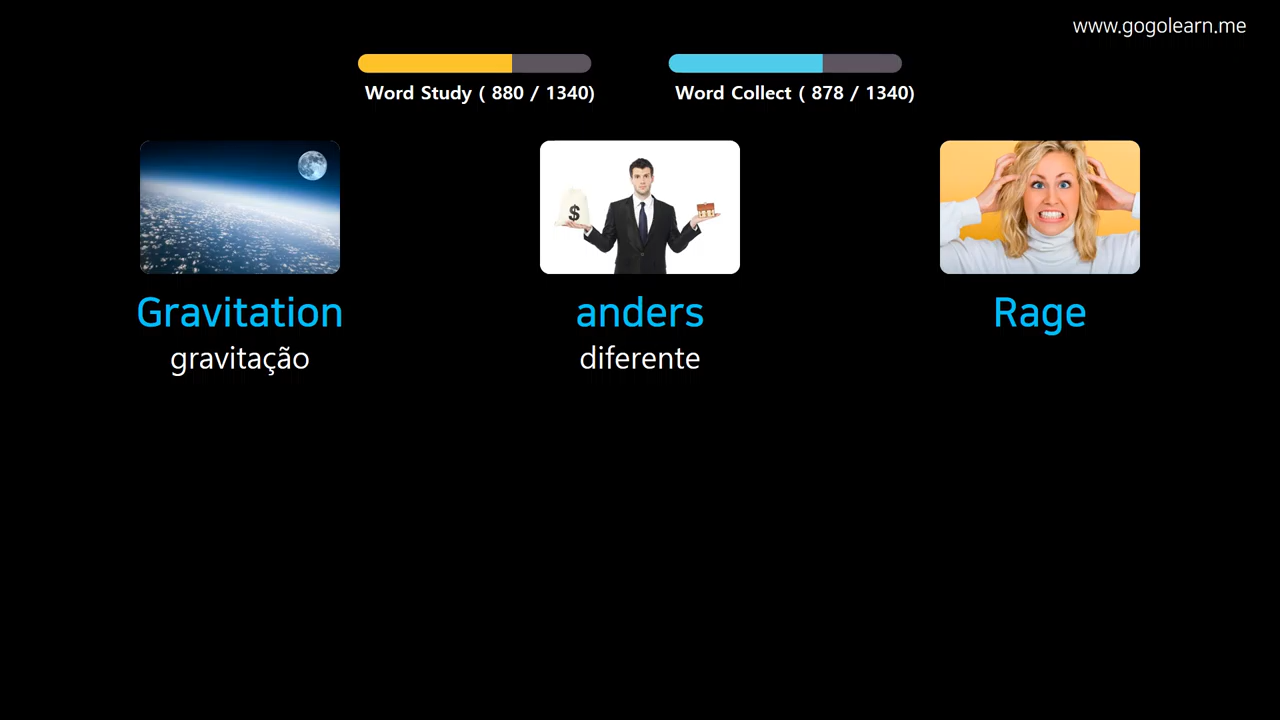 www.gogolearn.me
Word Study ( 880 / 1340)
Word Collect ( 878 / 1340)
$
Gravitation
anders
Rage
gravitação
diferente